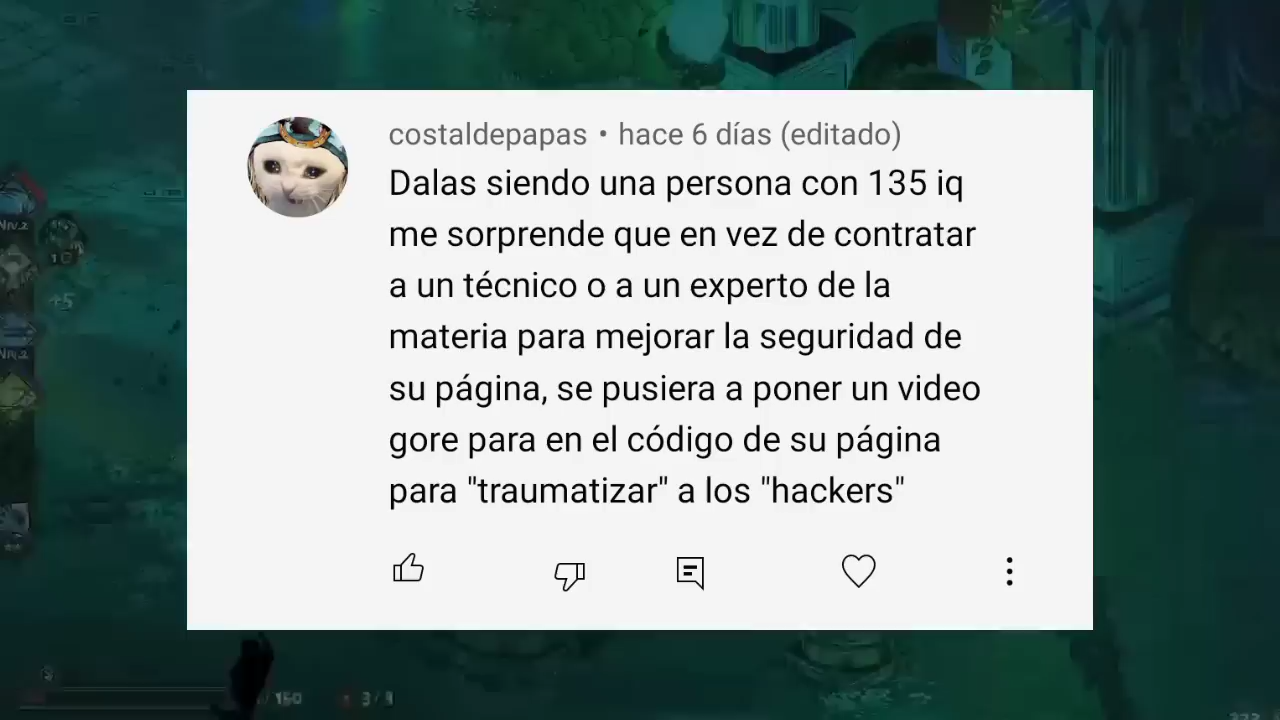 costaldepapas • hace 6 días (editado)
Dalas siendo una persona con 135 iq
me sorprende que en vez de contratar
a un técnico o a un experto de la
materia para mejorar la seguridad de
su página, se pusiera a poner un video
gore para en el código de su página
para "traumatizar" a los "hackers"
+5
150